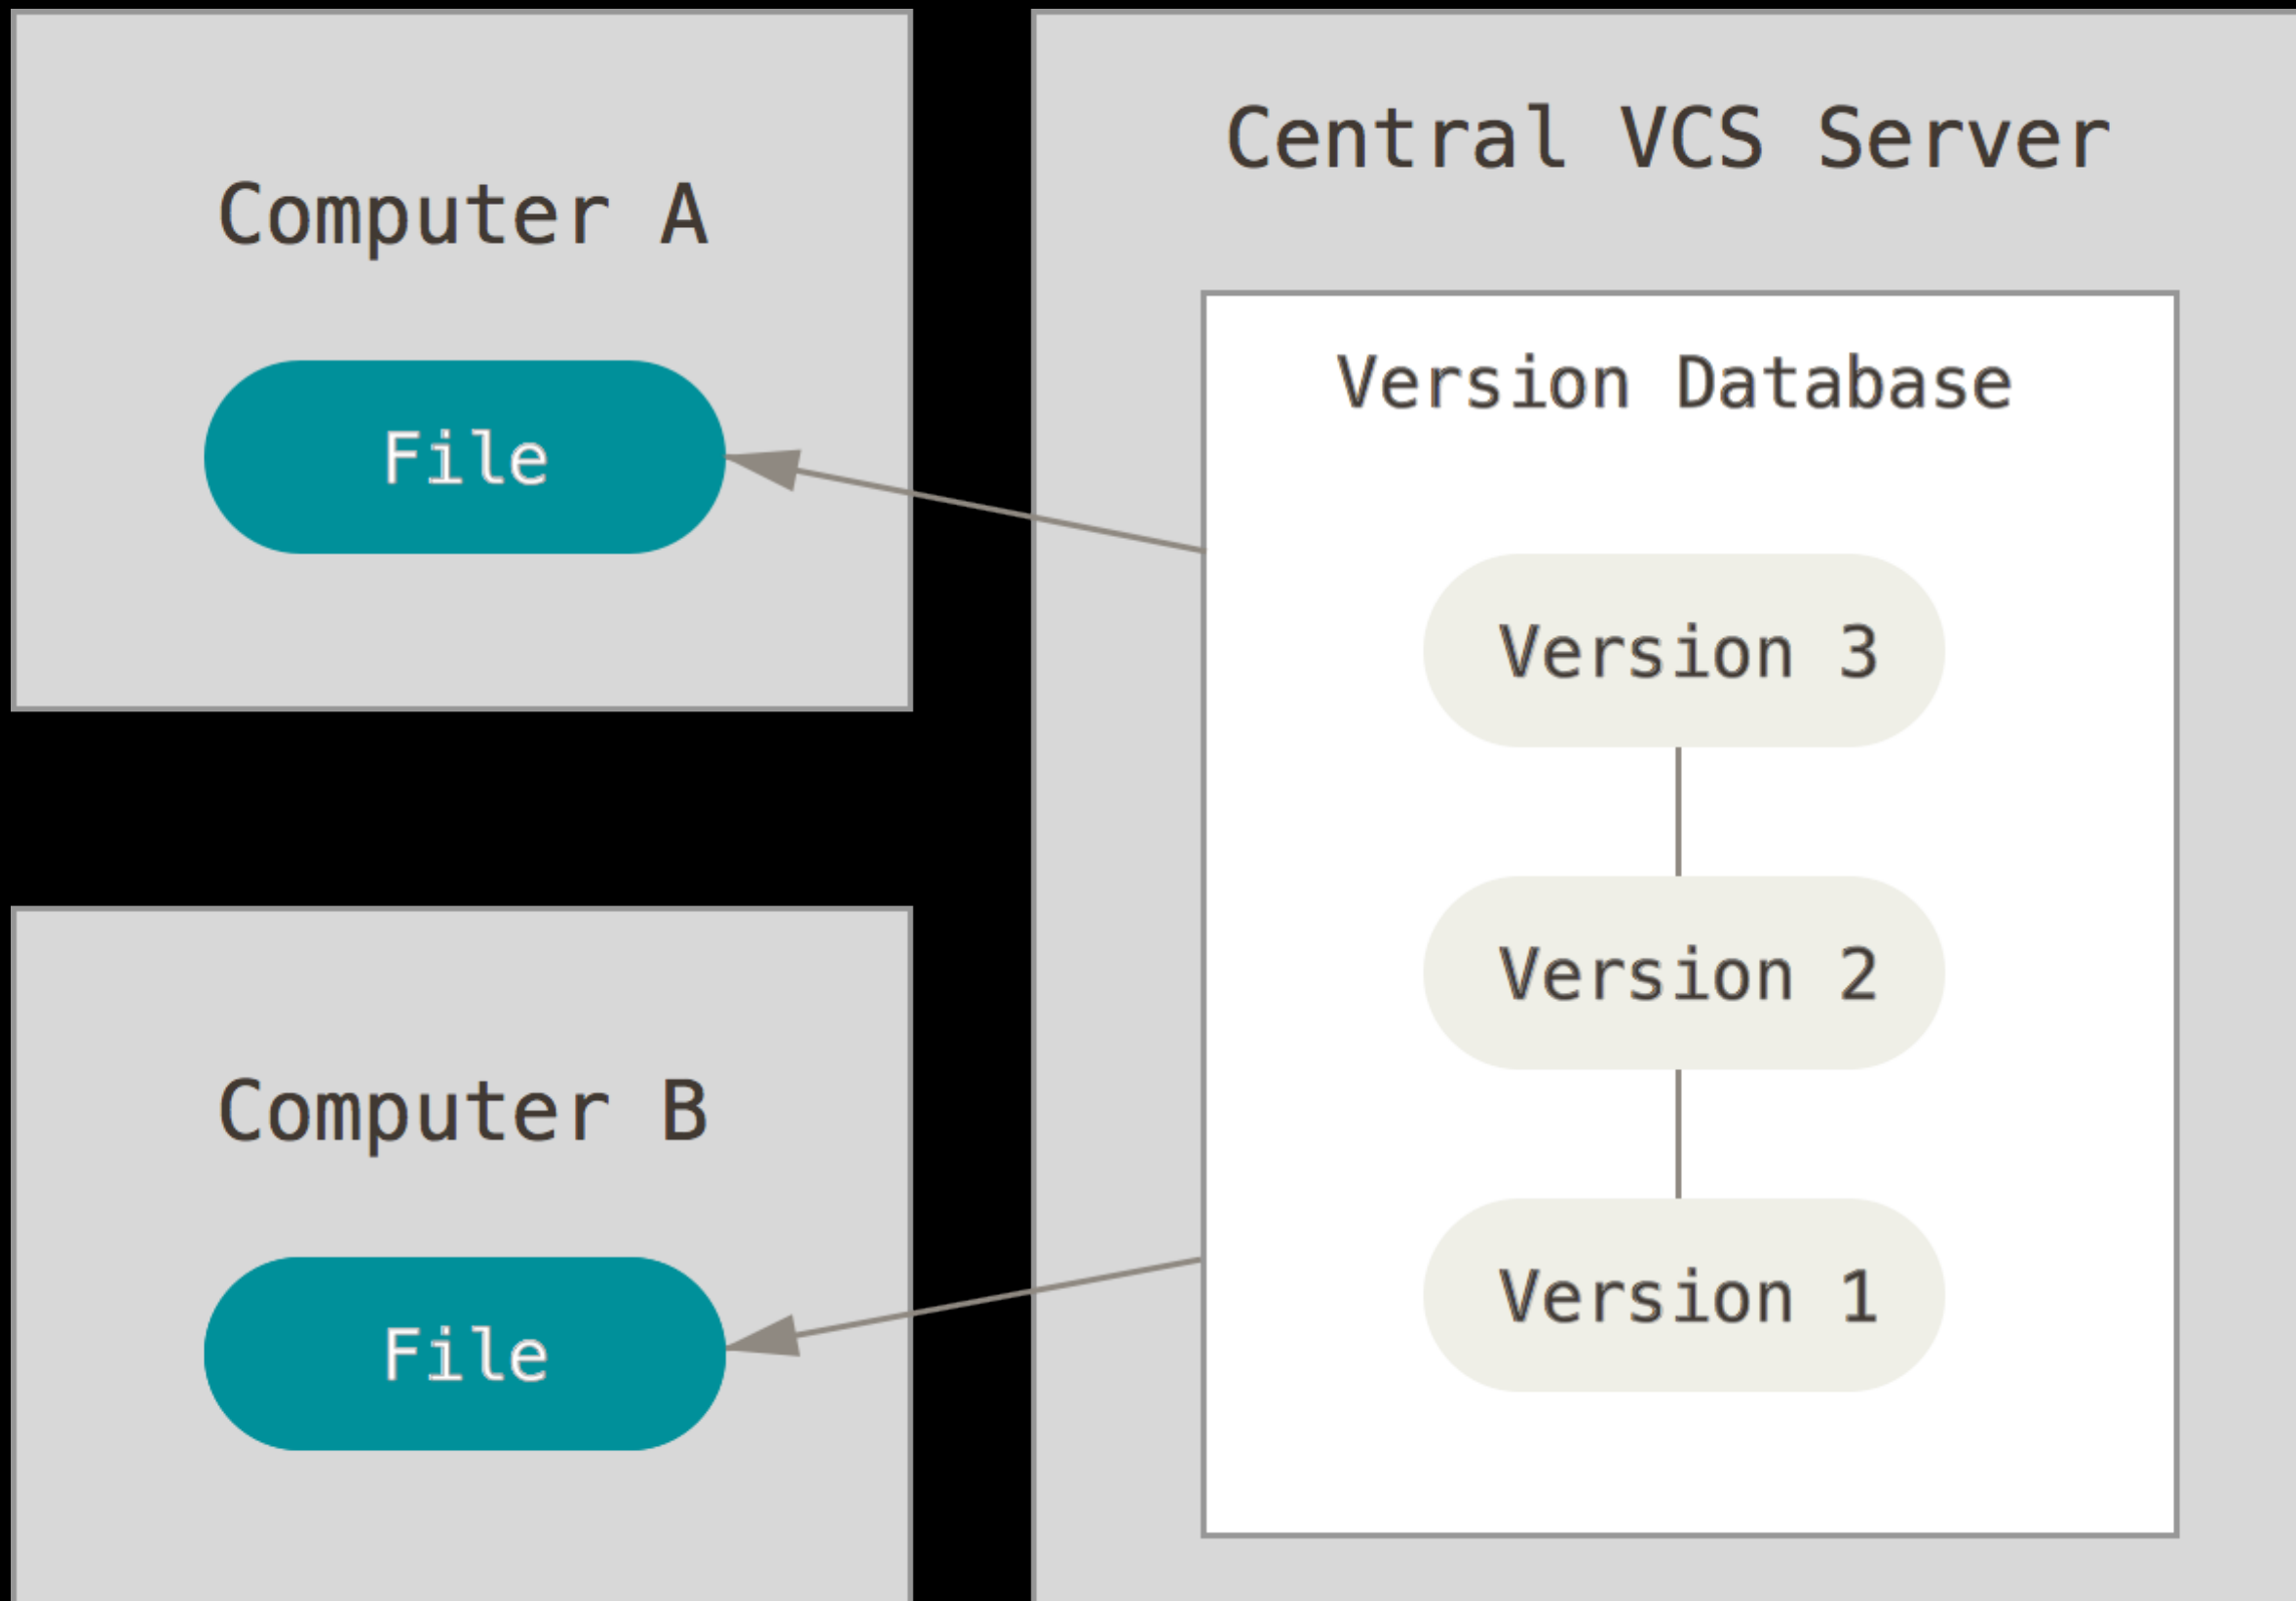 Computer A
File
Computer B
File
Central VCS Server
Version Database
Version 3
Version 2
Version 1